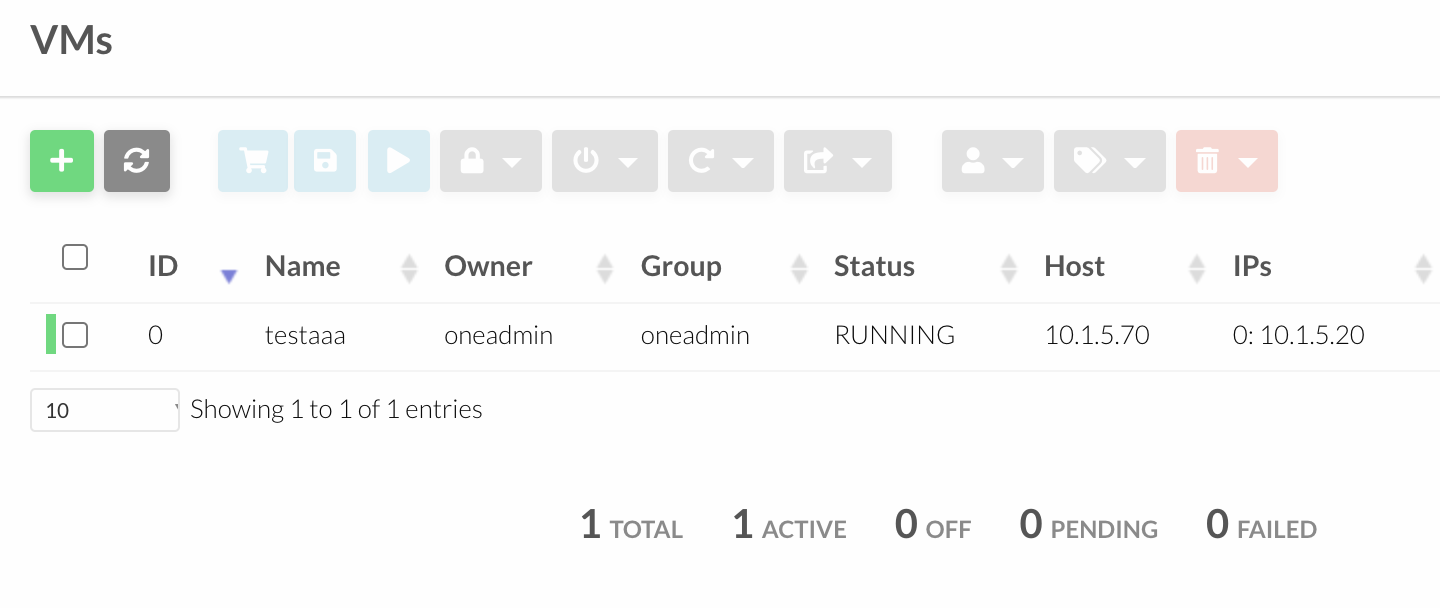 VMs
ID Name Owner Group Status Host IPs
0 testaaa oneadmin oneadmin RUNNING 10.1.5.70 0: 10.1.5.20
10 Showing 1 to 1 of 1 entries
1 TOTAL 1 ACTIVE 0 OFF 0 PENDING 0 FAILED